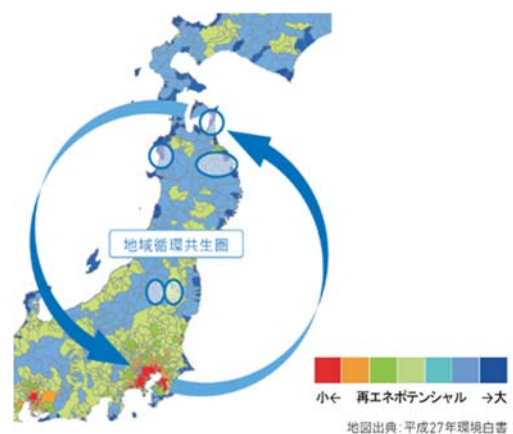 地域循環共生圏
小← 再エネポテンシャル →大
地図出典:平成27年環境白書